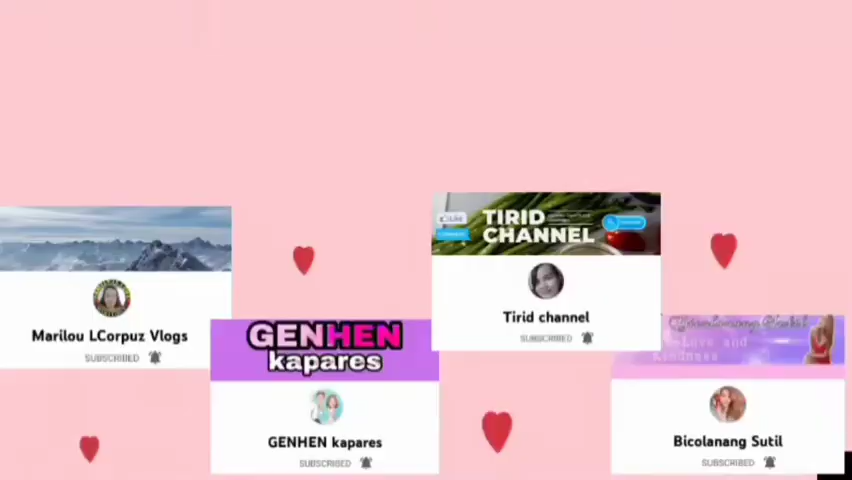 LIKE
TIRID
CHANNEL
Tirid channel
SUBSCRIBED
Marilou LCorpuz Vlogs
SUBSCRIBED
GENHEN
kapares
GENHEN kapares
SUBSCRIBED
Love and
Kindness
Bicolanang Sutil
SUBSCRIBED